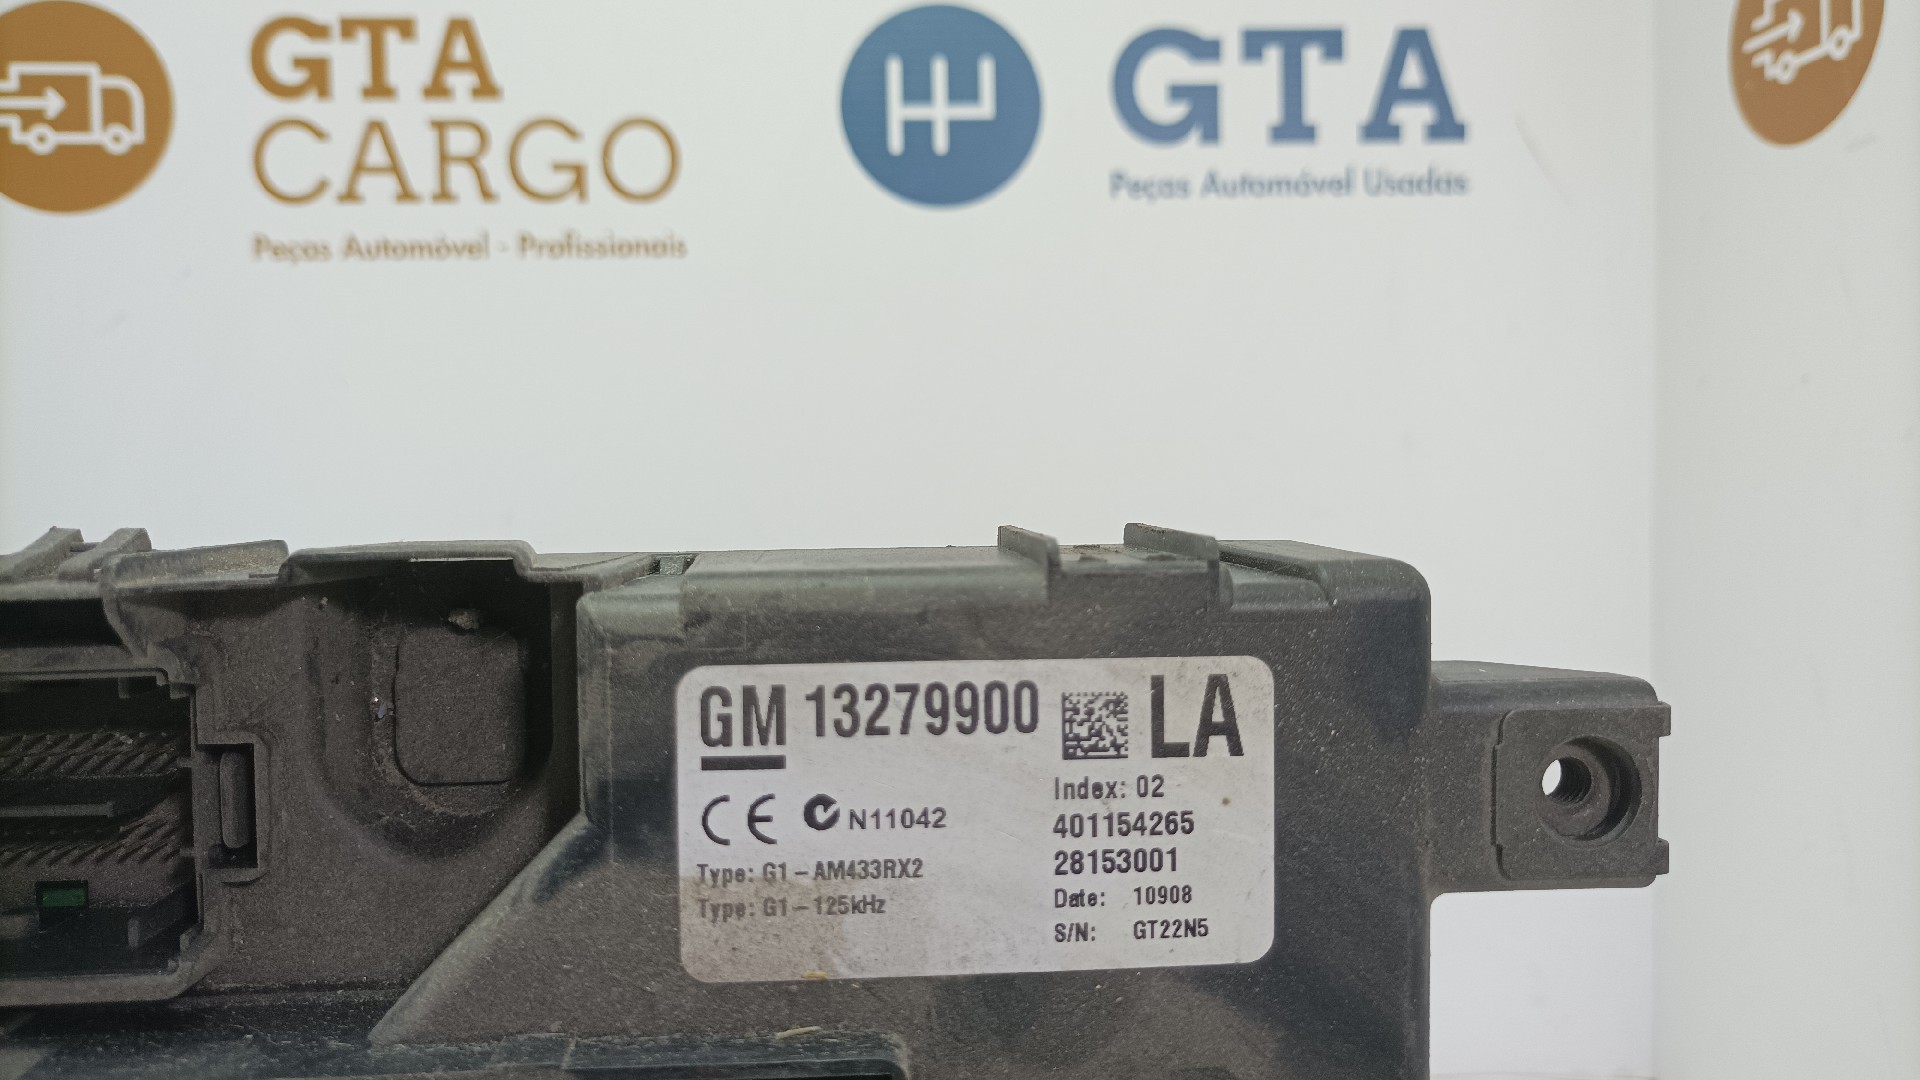 GTA
CARGO
Peças Automóvel - Profissionais
GTA
Peças Automóvel Usadas
GM 13279900 LA
CE N11042
Type: G1-AM433RX2
Type: G1-125kHz
Index: 02
401154265
28153001
Date: 10908
S/N: GT22N5